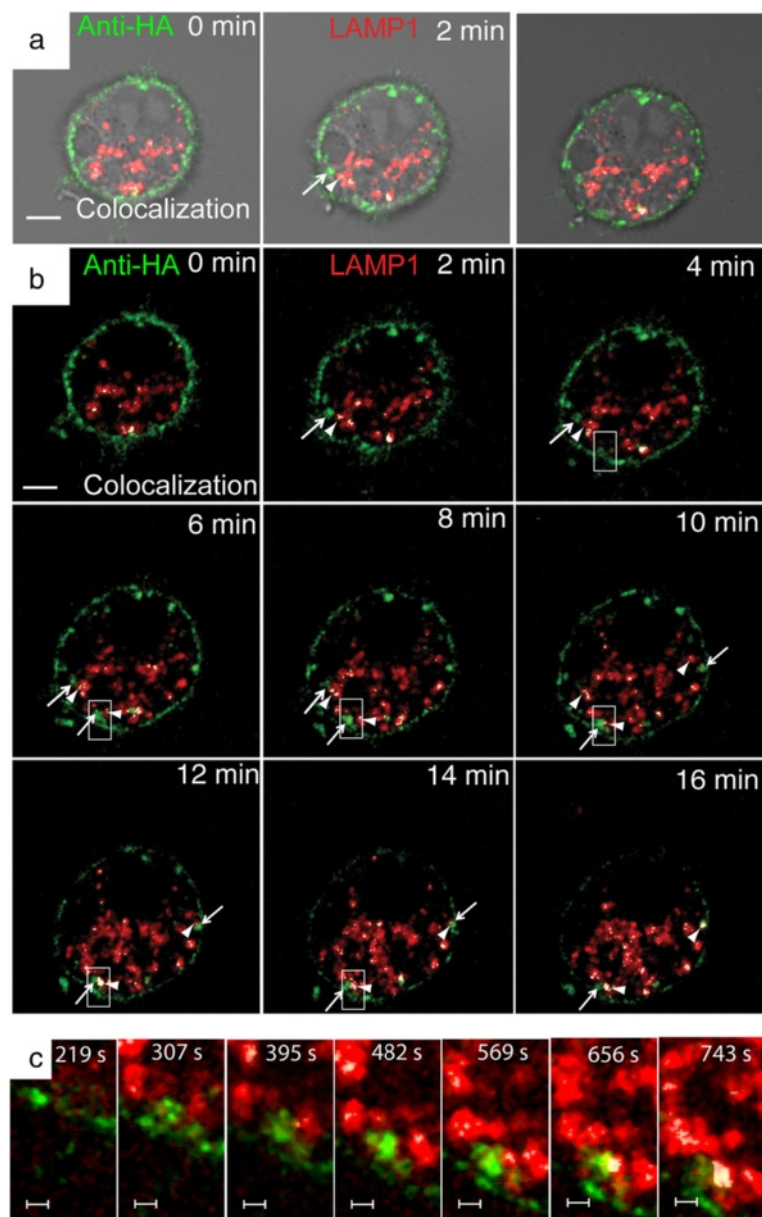 a
Anti-HA 0 min
LAMP1 2 min
Colocalization
b
Anti-HA 0 min
LAMP1 2 min
4 min
Colocalization
6 min
8 min
10 min
12 min
14 min
16 min
c
219 s
307 s
395 s
482 s
569 s
656 s
743 s